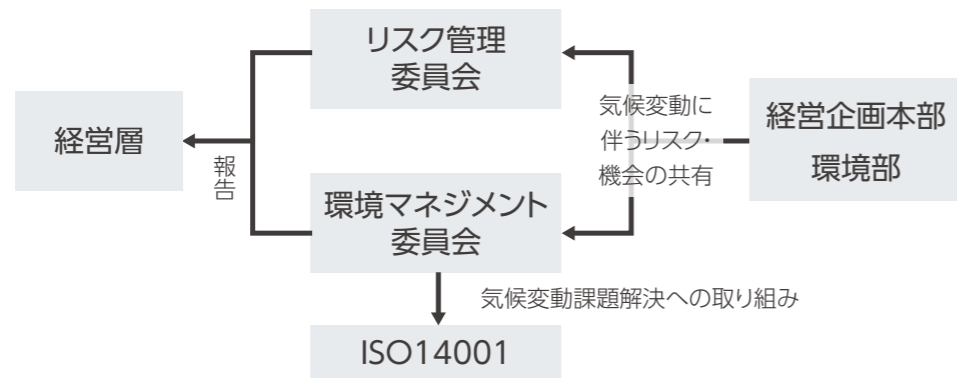 リスク管理
委員会
経営層
報告
環境マネジメント
委員会
気候変動に
伴うリスク・
機会の共有
経営企画本部
環境部
気候変動課題解決への取り組み
ISO14001